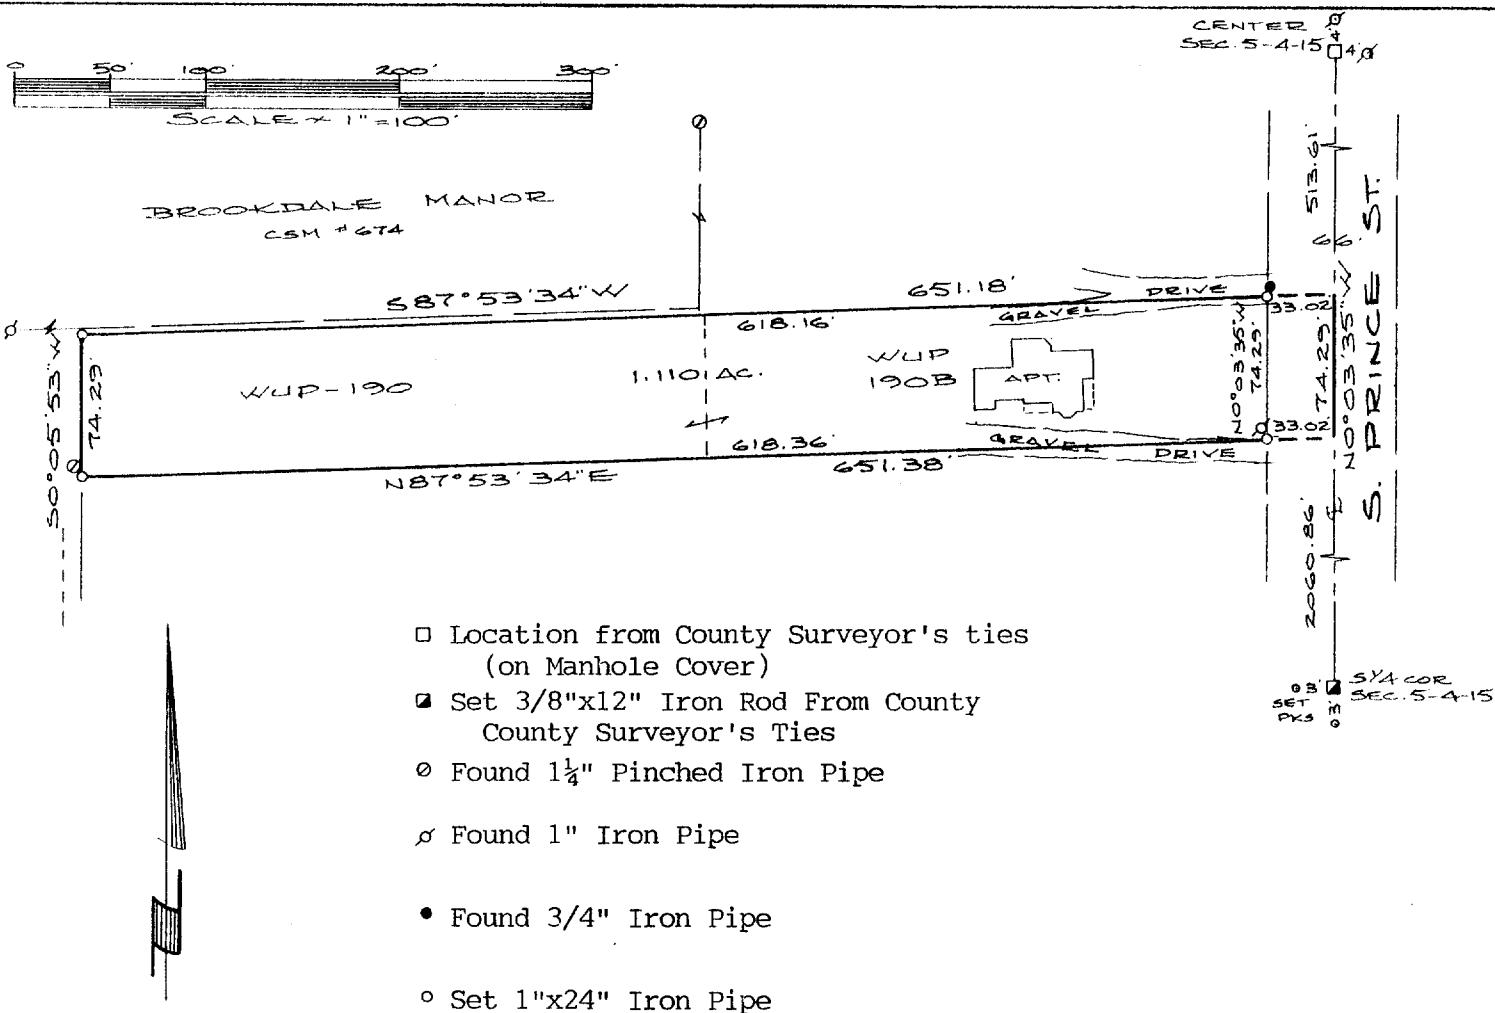 CENTER
SEC. 5-4-15
4'
4'
0 50' 100' 200' 300'
SCALE ~ 1"=100'
BROOKDALE MANOR
CSM #674
513.61'
66'
S. PRINCE ST.
S87°53'34"W
651.18'
DRIVE
GRAVEL
33.02'
618.16'
N0°03'35"W
74.29'
74.29'
N0°03'35"W
S0°05'53"W
74.29'
WUP-190
1.1101 AC.
WUP
190B
APT.
618.36'
GRAVEL
DRIVE
33.02'
N87°53'34"E
651.38'
2060.86'
S1/4 COR
SEC. 5-4-15
3'
SET
PKS
3'
Location from County Surveyor's ties
(on Manhole Cover)
Set 3/8"x12" Iron Rod From County
County Surveyor's Ties
Found 1¼" Pinched Iron Pipe
Found 1" Iron Pipe
Found 3/4" Iron Pipe
Set 1"x24" Iron Pipe